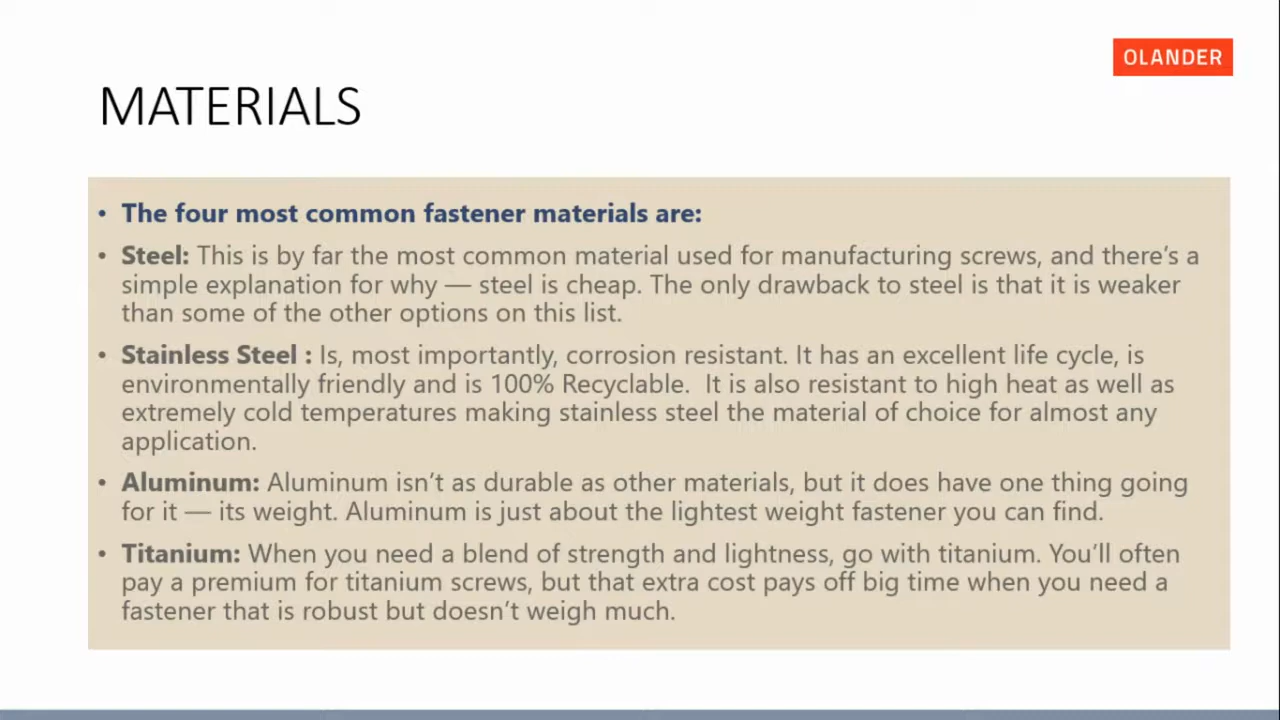 OLANDER
MATERIALS
• The four most common fastener materials are:
• Steel: This is by far the most common material used for manufacturing screws, and there’s a
simple explanation for why — steel is cheap. The only drawback to steel is that it is weaker
than some of the other options on this list.
• Stainless Steel : Is, most importantly, corrosion resistant. It has an excellent life cycle, is
environmentally friendly and is 100% Recyclable.  It is also resistant to high heat as well as
extremely cold temperatures making stainless steel the material of choice for almost any
application.
• Aluminum: Aluminum isn’t as durable as other materials, but it does have one thing going
for it — its weight. Aluminum is just about the lightest weight fastener you can find.
• Titanium: When you need a blend of strength and lightness, go with titanium. You’ll often
pay a premium for titanium screws, but that extra cost pays off big time when you need a
fastener that is robust but doesn’t weigh much.